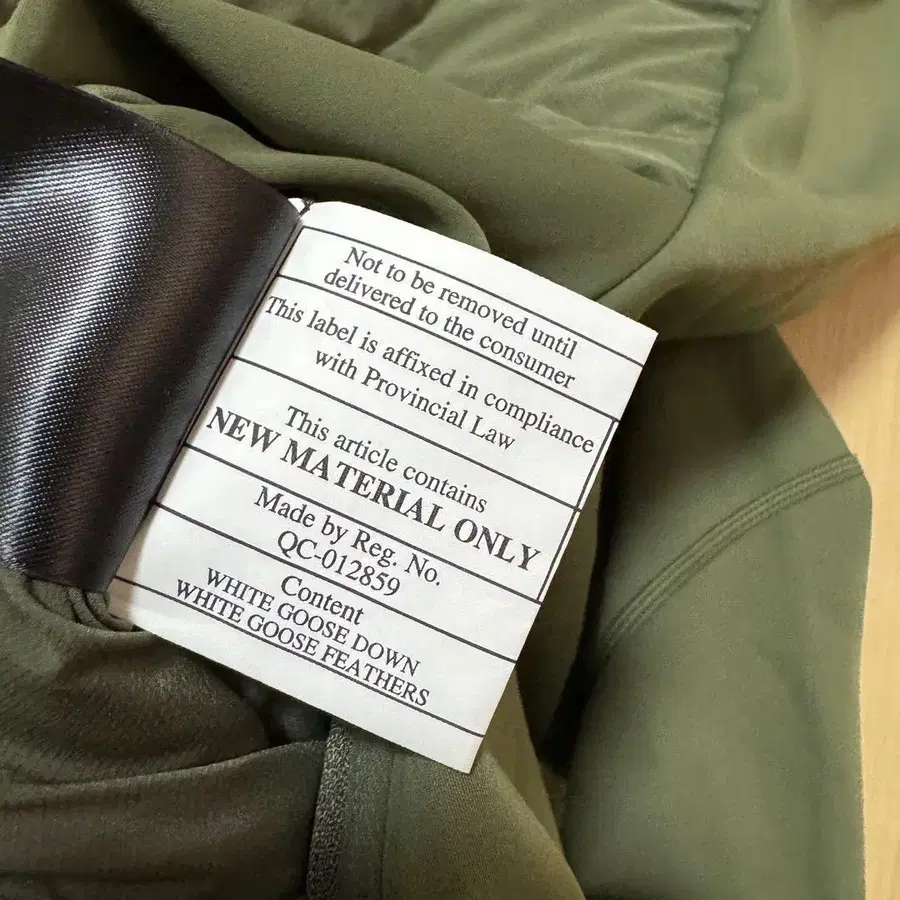 Not to be removed until
delivered to the consumer
This label is affixed in compliance
with Provincial Law
This article contains
NEW MATERIAL ONLY
Made by Reg. No.
QC-012859
Content
WHITE GOOSE DOWN
WHITE GOOSE FEATHERS